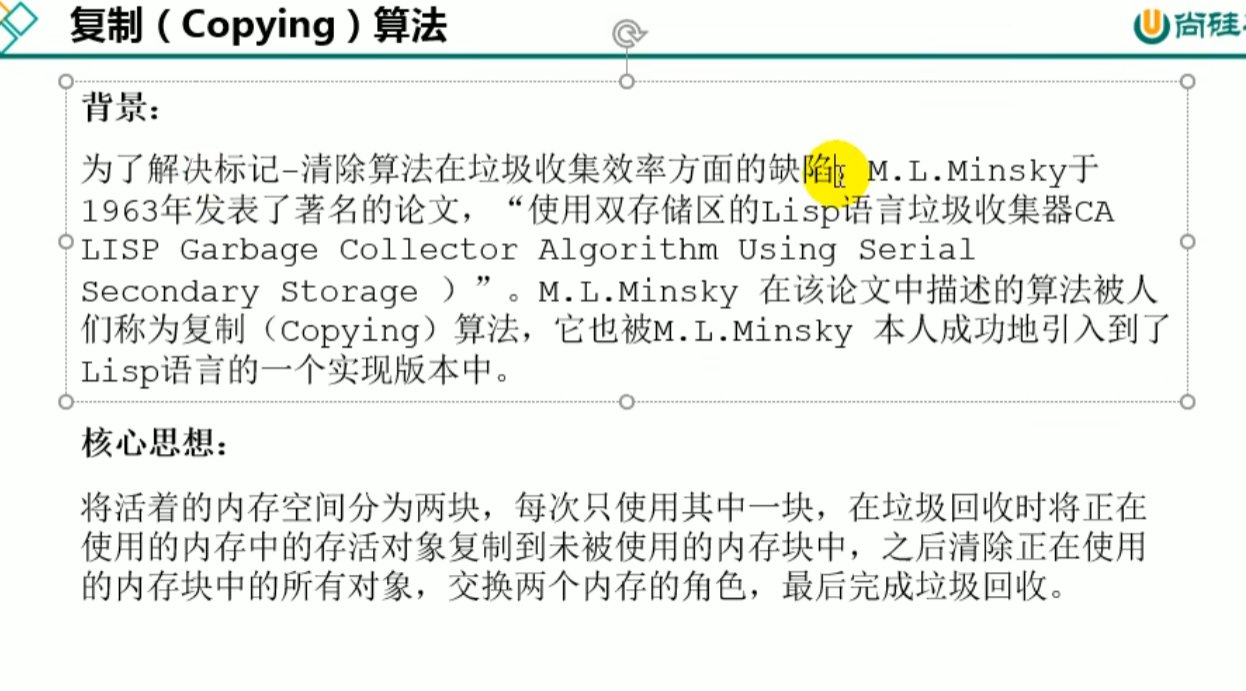 复制（Copying）算法
尚硅
背景：
为了解决标记-清除算法在垃圾收集效率方面的缺陷，M.L.Minsky于
1963年发表了著名的论文，“使用双存储区的Lisp语言垃圾收集器CA
LISP Garbage Collector Algorithm Using Serial
Secondary Storage ）”。M.L.Minsky 在该论文中描述的算法被人
们称为复制（Copying）算法，它也被M.L.Minsky 本人成功地引入到了
Lisp语言的一个实现版本中。
核心思想：
将活着的内存空间分为两块，每次只使用其中一块，在垃圾回收时将正在
使用的内存中的存活对象复制到未被使用的内存块中，之后清除正在使用
的内存块中的所有对象，交换两个内存的角色，最后完成垃圾回收。